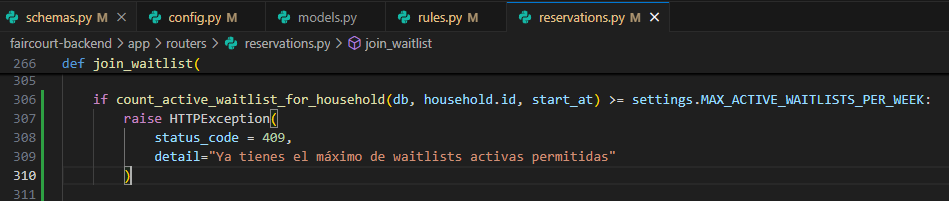 schemas.py M × config.py M models.py rules.py M reservations.py M ×
faircourt-backend > app > routers > reservations.py > join_waitlist
266 def join_waitlist(
305
306 if count_active_waitlist_for_household(db, household.id, start_at) >= settings.MAX_ACTIVE_WAITLISTS_PER_WEEK:
307 raise HTTPException(
308 status_code = 409,
309 detail="Ya tienes el máximo de waitlists activas permitidas"
310 )
311